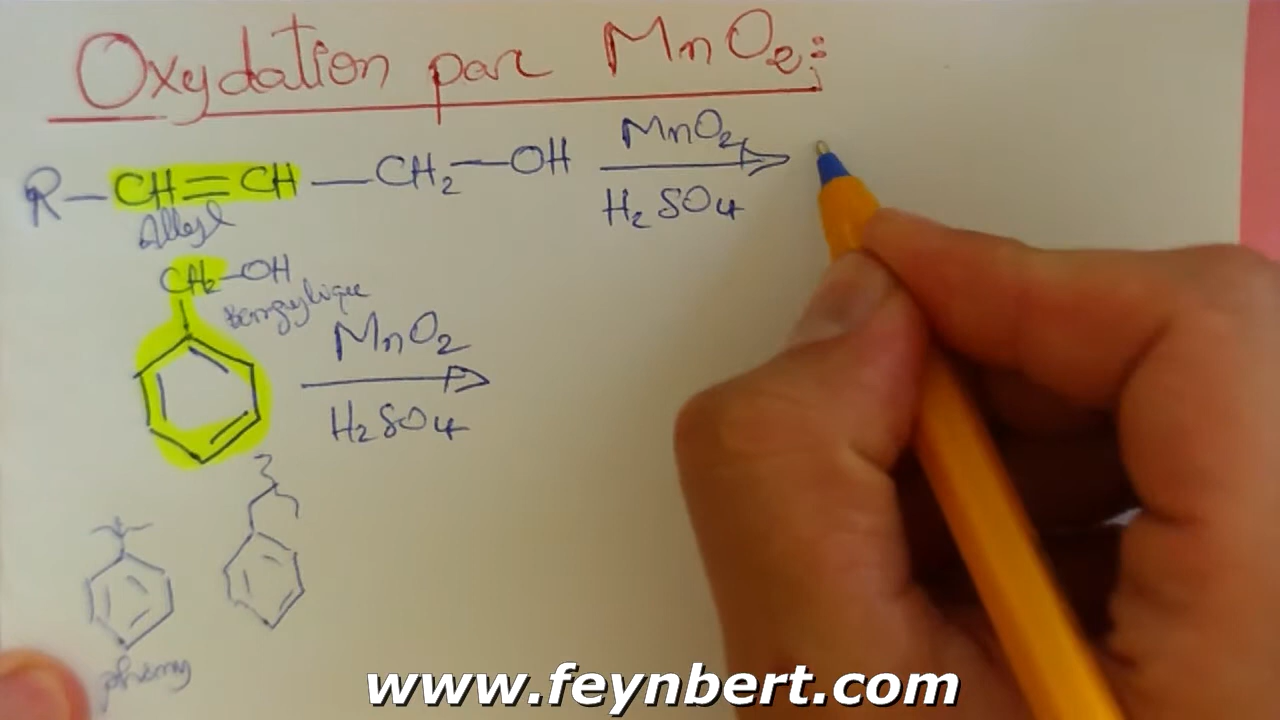 Oxydation par MnO2:
R-CH=CH-CH2-OH MnO2 H2SO4
Allyl
CH2-OH
Benzylique
MnO2
H2SO4
www.feynbert.com